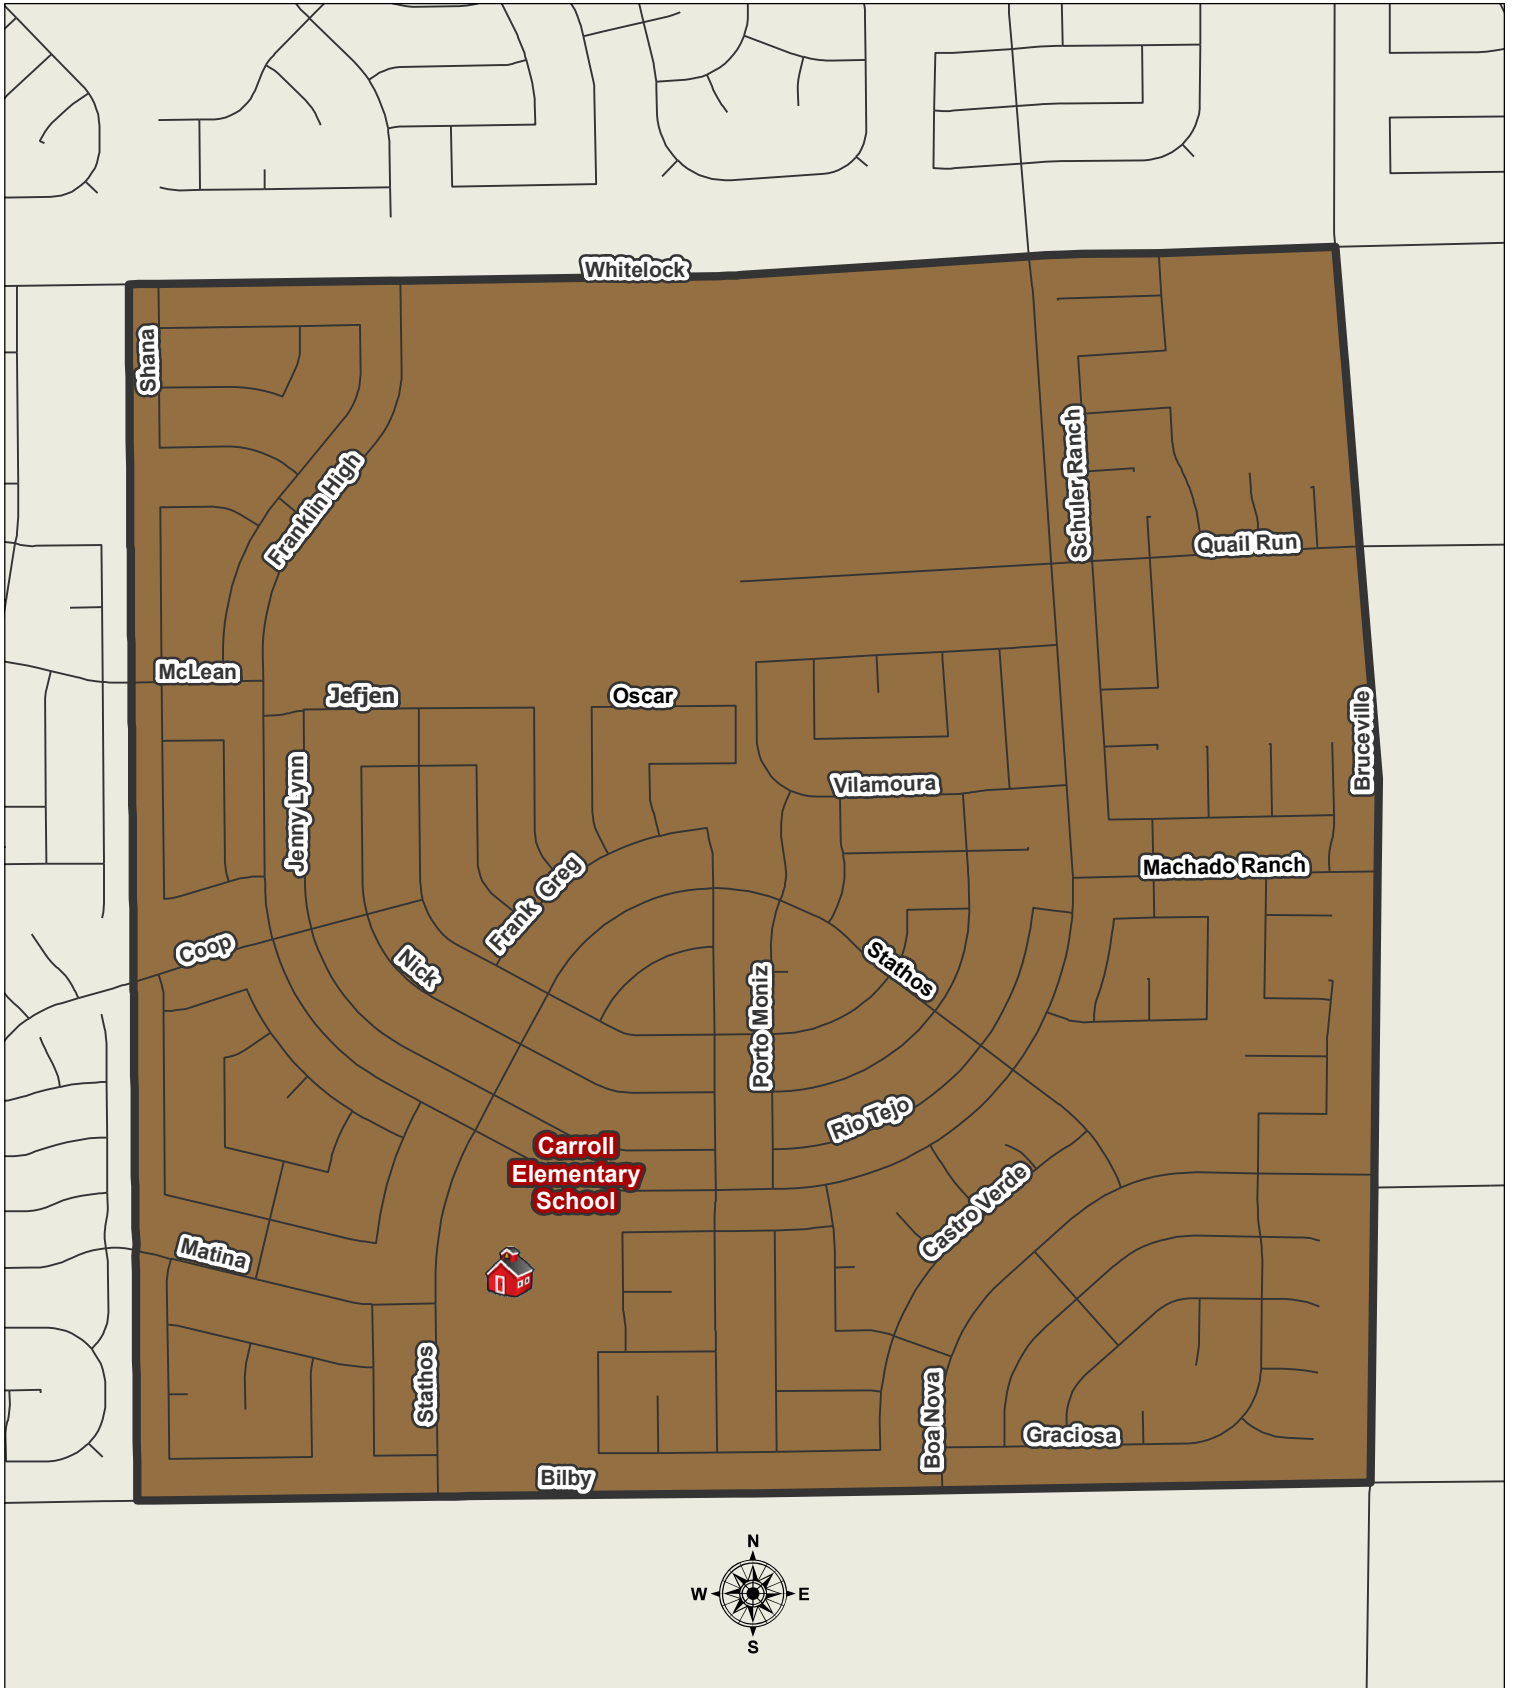 Whitelock
Shana
Schuler Ranch
Franklin High
Quail Run
McLean
Jefjen
Oscar
Bruceville
Jenny Lynn
Vilamoura
Machado Ranch
Frank Greg
Coop
Nick
Stathos
Porto Moniz
Rio Tejo
Carroll
Elementary
School
Castro Verde
Matina
Stathos
Boa Nova
Graciosa
Bilby
N
W E
S